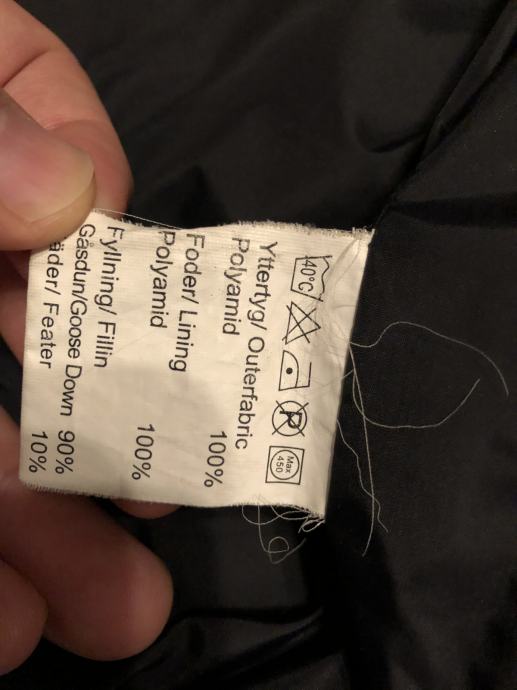 40°C P Max 450
Yttertyg/ Outerfabric
Polyamid 100%
Foder/ Lining
Polyamid 100%
Fyllning/ Fillin
Gåsdun/Goose Down 90%
äder/ Feater 10%